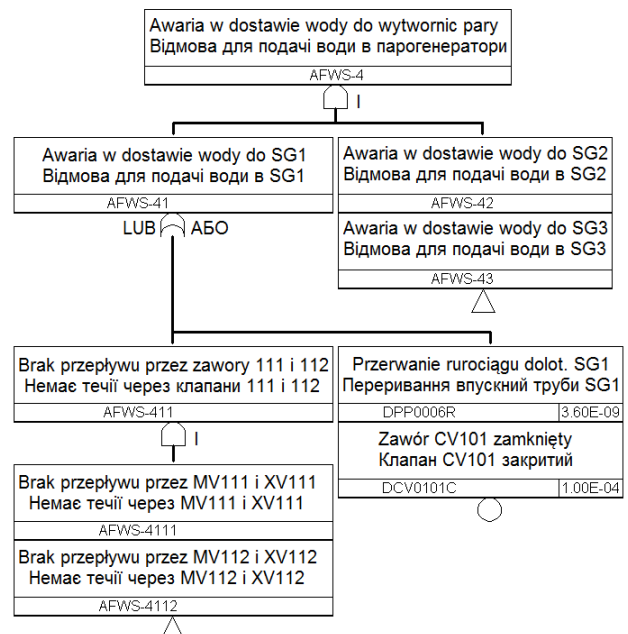 Awaria w dostawie wody do wytwornic pary
Відмова для подачі води в парогенератори
AFWS-4
I
Awaria w dostawie wody do SG1
Відмова для подачі води в SG1
AFWS-41
LUB АБО
Awaria w dostawie wody do SG2
Відмова для подачі води в SG2
AFWS-42
Awaria w dostawie wody do SG3
Відмова для подачі води в SG3
AFWS-43
Brak przepływu przez zawory 111 i 112
Немає течії через клапани 111 і 112
AFWS-411
I
Brak przepływu przez MV111 i XV111
Немає течії через MV111 і XV111
AFWS-4111
Brak przepływu przez MV112 i XV112
Немає течії через MV112 і XV112
AFWS-4112
Przerwanie rurociągu dolot. SG1
Переривання впускний труби SG1
DPP0006R 3.60E-09
Zawór CV101 zamknięty
Клапан CV101 закритий
DCV0101C 1.00E-04